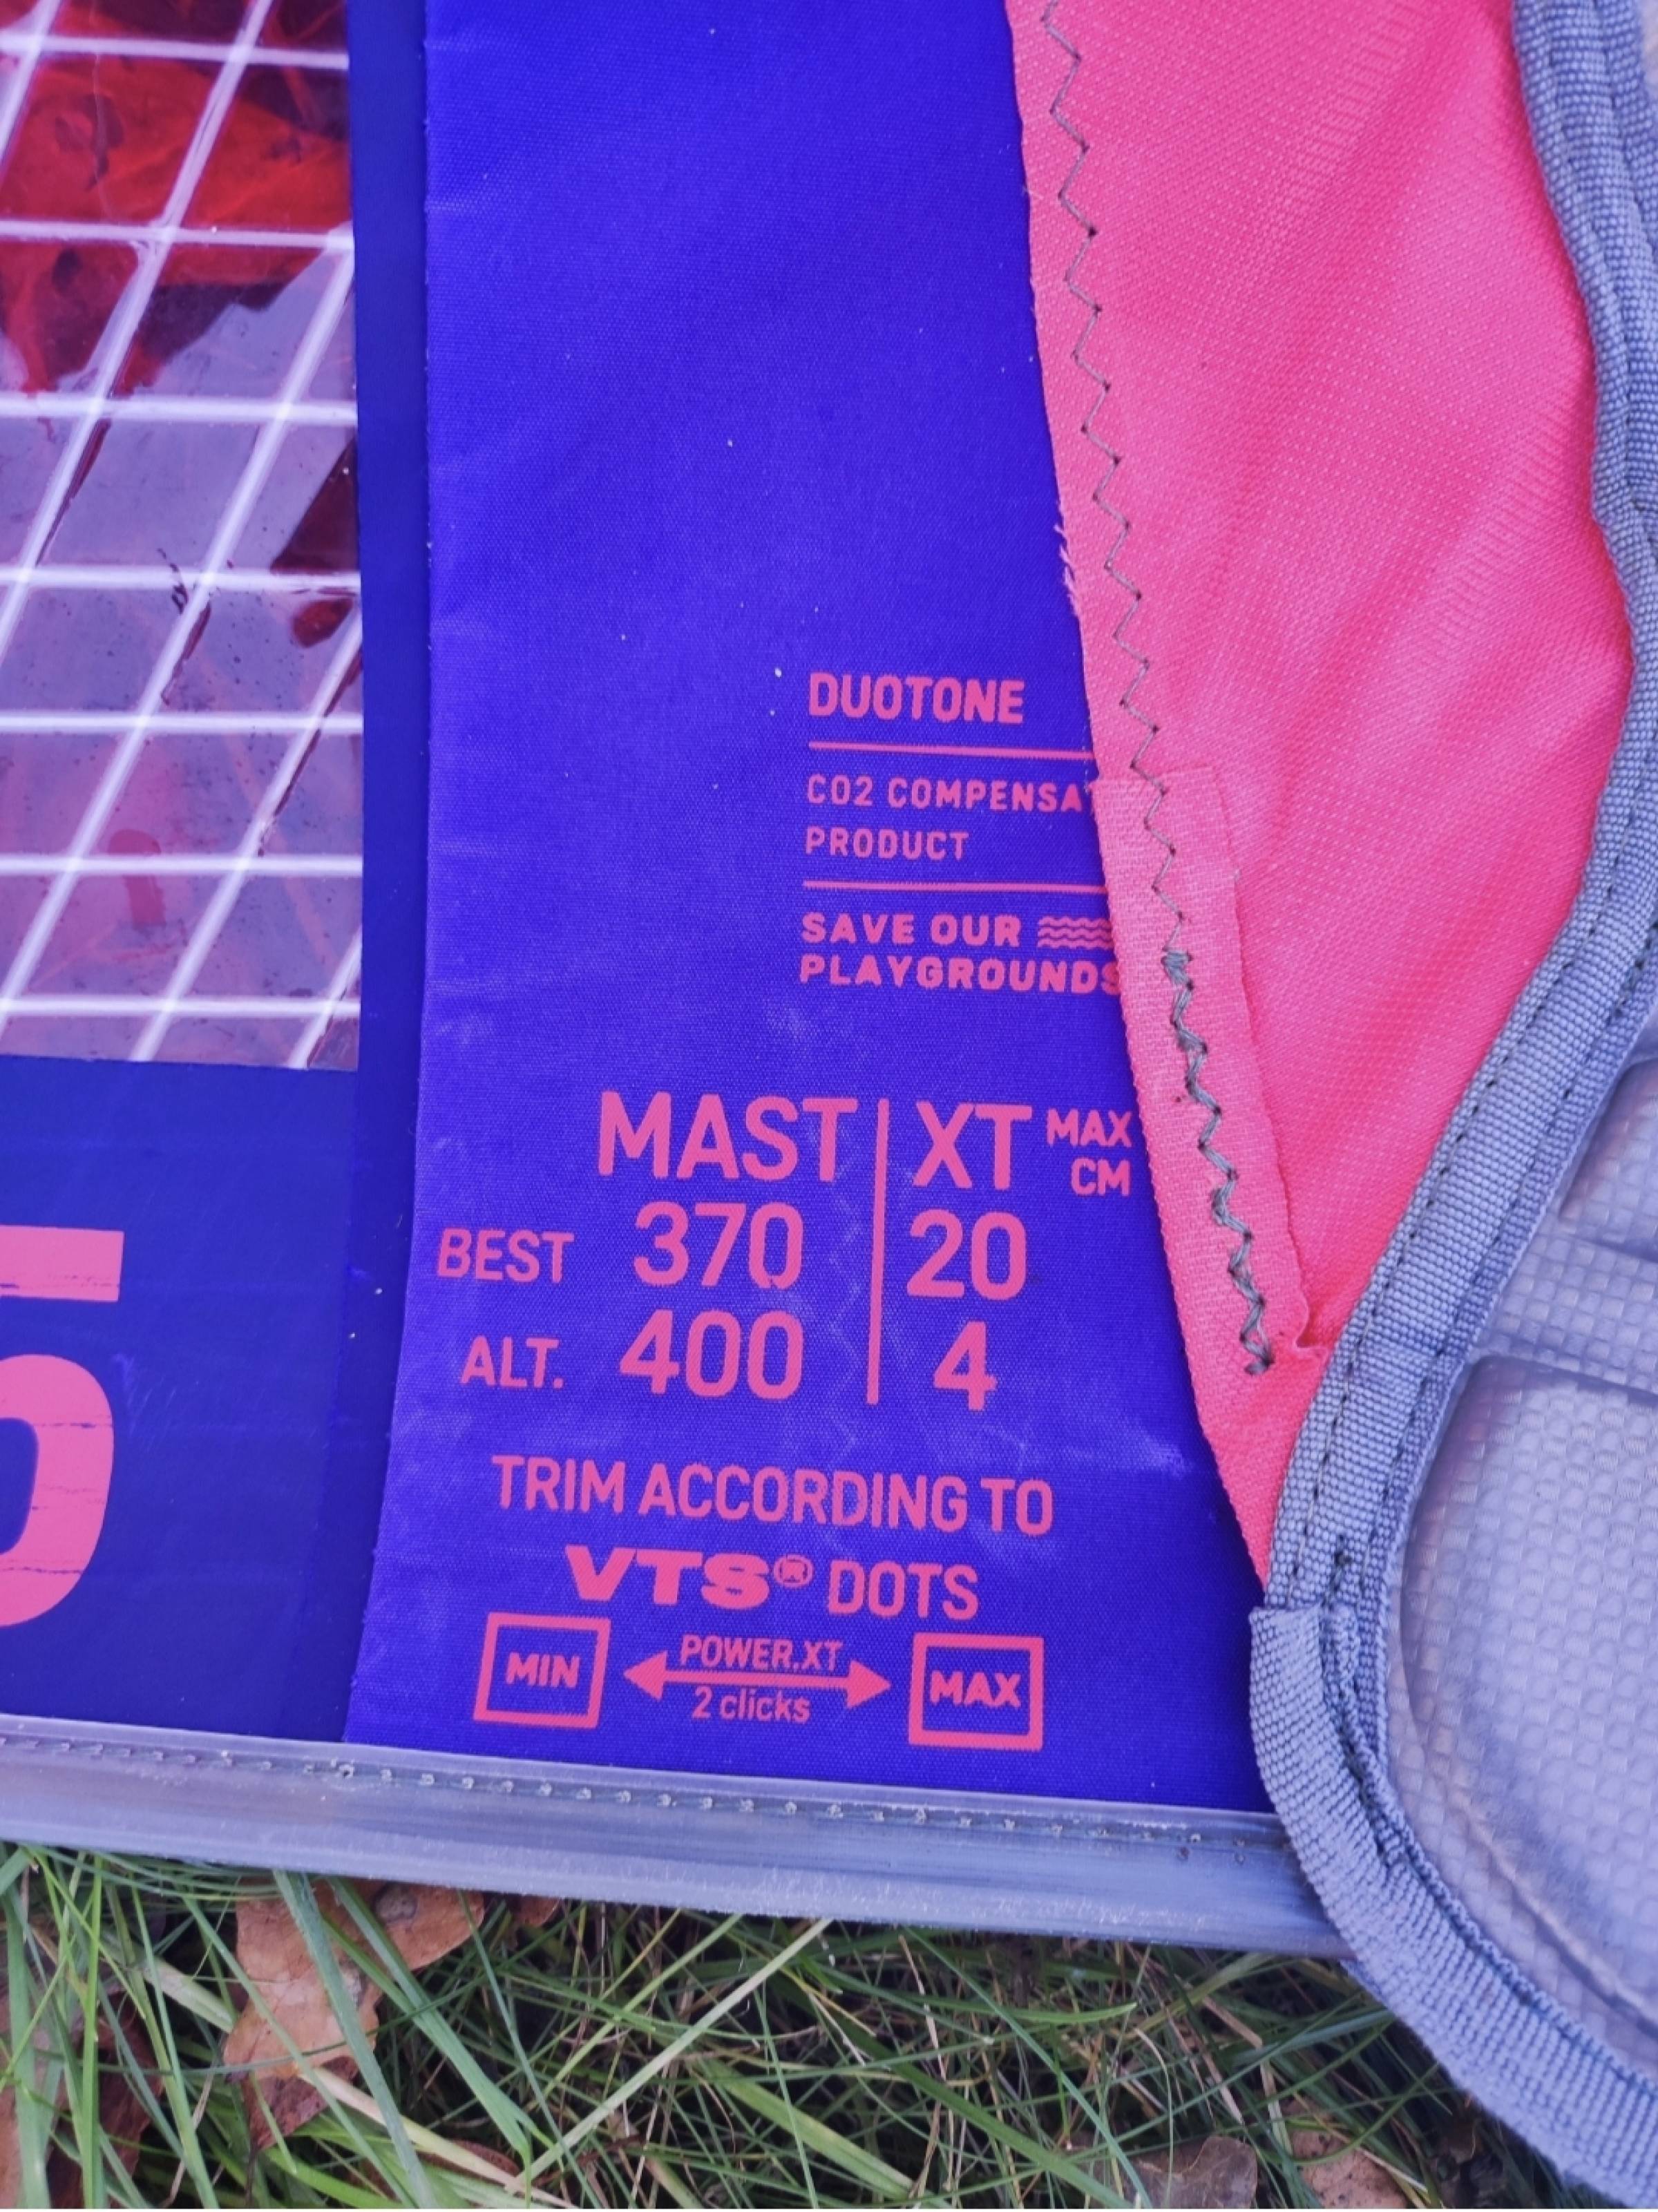 DUOTONE
CO2 COMPENSA
PRODUCT
SAVE OUR
PLAYGROUNDS
MAST XT MAX CM
BEST 370 20
ALT. 400 4
TRIM ACCORDING TO
VTS® DOTS
MIN POWER.XT MAX
2 clicks
5